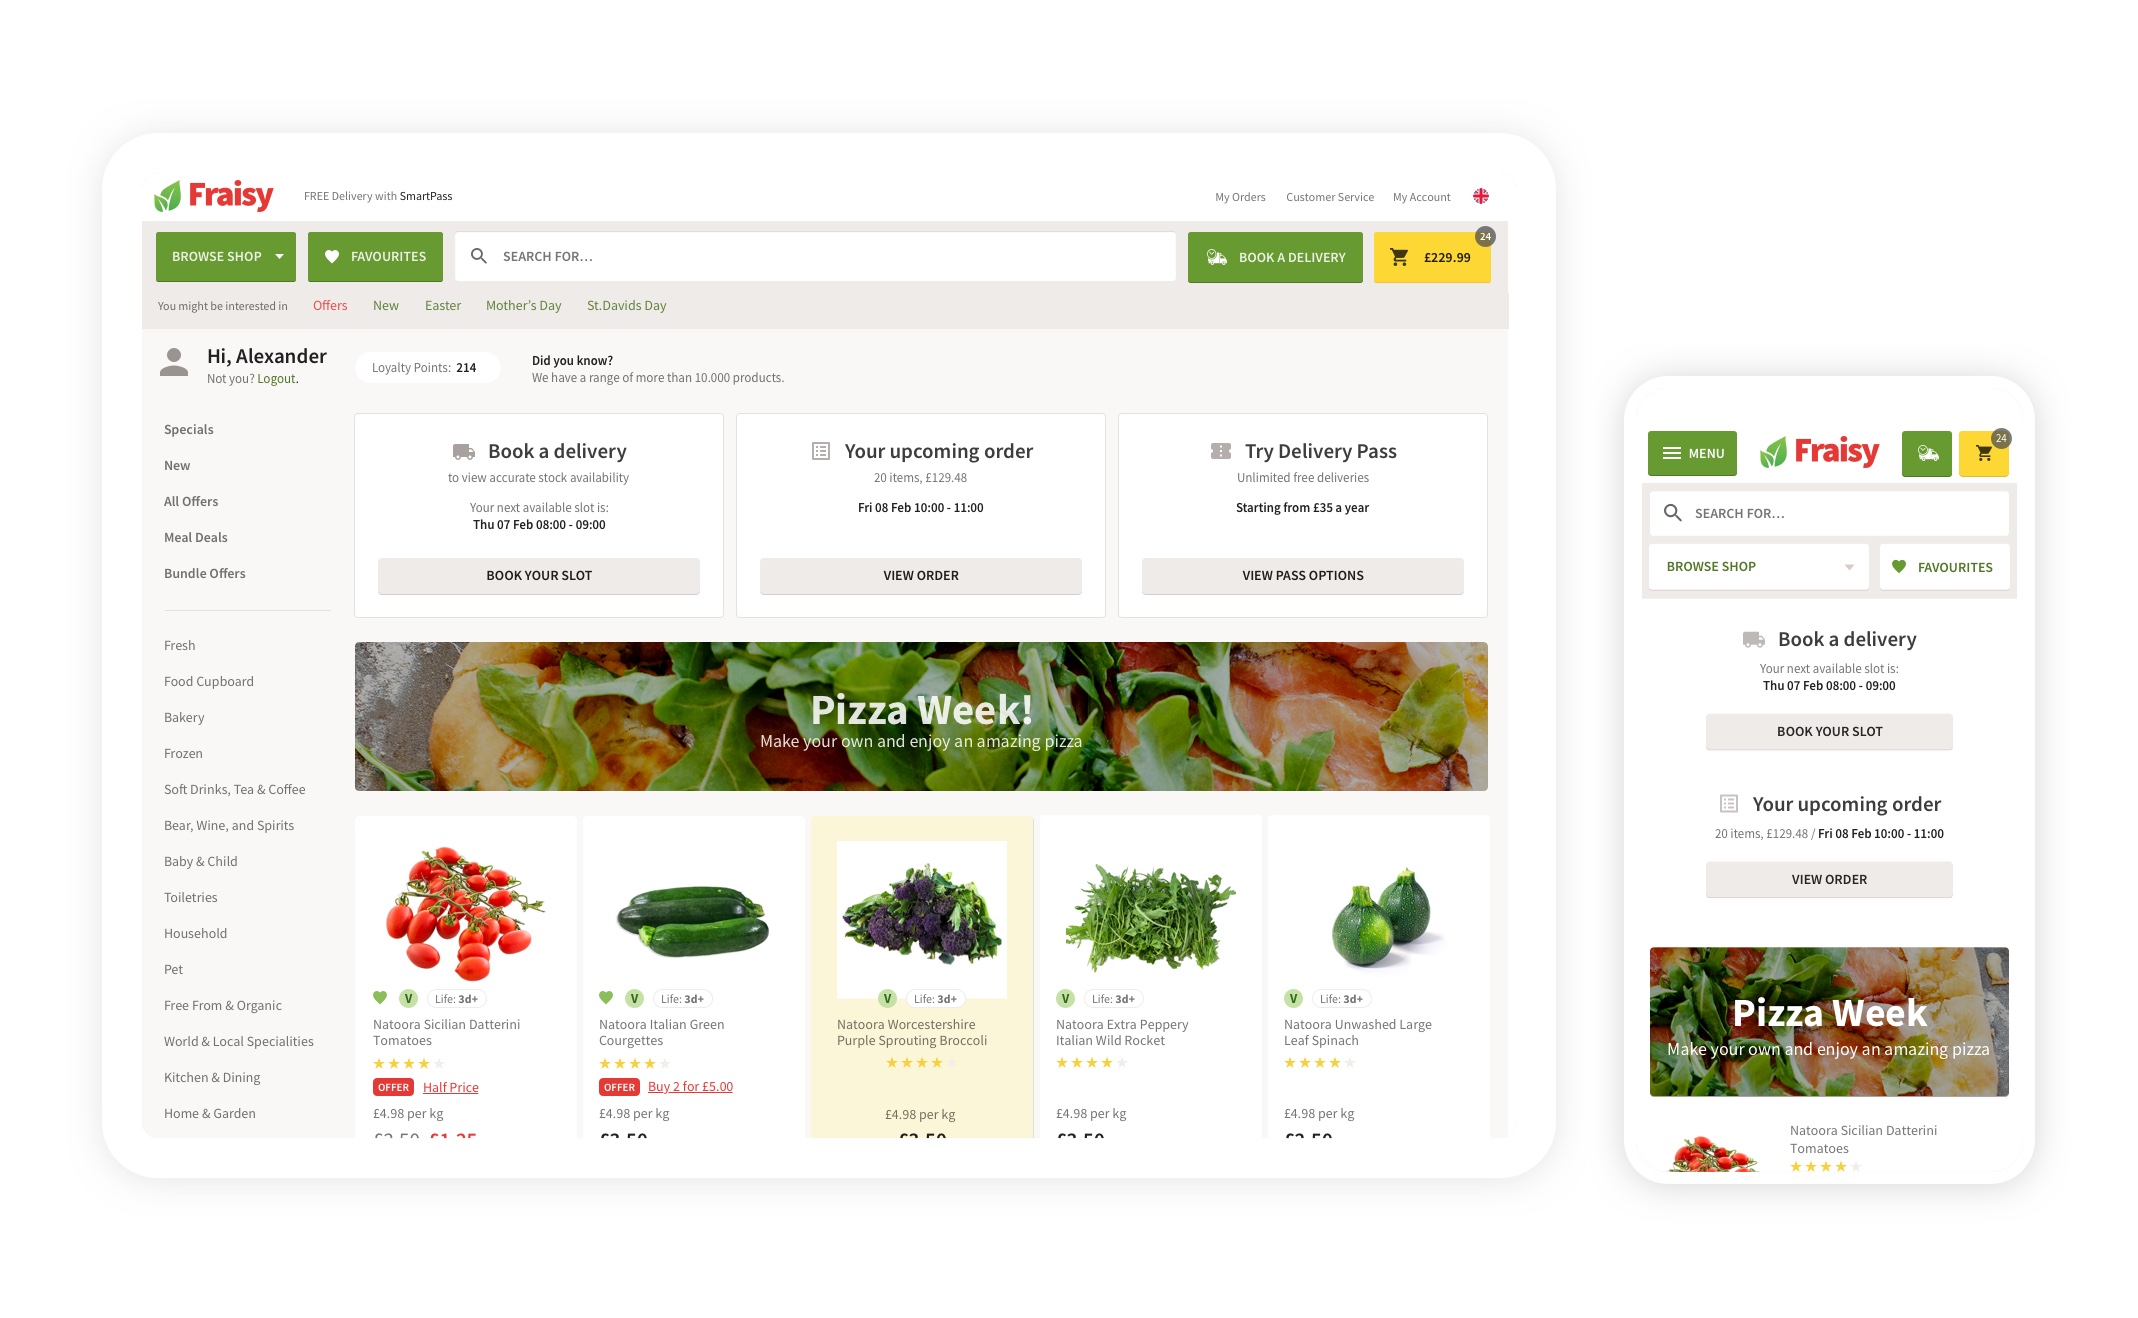 Fraisy
FREE Delivery with SmartPass
My Orders
Customer Service
My Account
BROWSE SHOP
FAVOURITES
SEARCH FOR...
BOOK A DELIVERY
£229.99
24
You might be interested in
Offers
New
Easter
Mother's Day
St.Davids Day
Hi, Alexander
Not you? Logout.
Loyalty Points: 214
Did you know?
We have a range of more than 10.000 products.
Specials
New
All Offers
Meal Deals
Bundle Offers
Fresh
Food Cupboard
Bakery
Frozen
Soft Drinks, Tea & Coffee
Bear, Wine, and Spirits
Baby & Child
Toiletries
Household
Pet
Free From & Organic
World & Local Specialities
Kitchen & Dining
Home & Garden
Book a delivery
to view accurate stock availability
Your next available slot is:
Thu 07 Feb 08:00 - 09:00
BOOK YOUR SLOT
Your upcoming order
20 items, £129.48
Fri 08 Feb 10:00 - 11:00
VIEW ORDER
Try Delivery Pass
Unlimited free deliveries
Starting from £35 a year
VIEW PASS OPTIONS
Pizza Week!
Make your own and enjoy an amazing pizza
V
Life: 3d+
Natoora Sicilian Datterini
Tomatoes
OFFER
Half Price
£4.98 per kg
V
Life: 3d+
Natoora Italian Green
Courgettes
OFFER
Buy 2 for £5.00
£4.98 per kg
V
Life: 3d+
Natoora Worcestershire
Purple Sprouting Broccoli
£4.98 per kg
V
Life: 3d+
Natoora Extra Peppery
Italian Wild Rocket
£4.98 per kg
V
Life: 3d+
Natoora Unwashed Large
Leaf Spinach
£4.98 per kg
MENU
Fraisy
24
SEARCH FOR...
BROWSE SHOP
FAVOURITES
Book a delivery
Your next available slot is:
Thu 07 Feb 08:00 - 09:00
BOOK YOUR SLOT
Your upcoming order
20 items, £129.48 / Fri 08 Feb 10:00 - 11:00
VIEW ORDER
Pizza Week
Make your own and enjoy an amazing pizza
Natoora Sicilian Datterini
Tomatoes